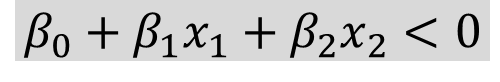 β₀ + β₁x₁ + β₂x₂ < 0